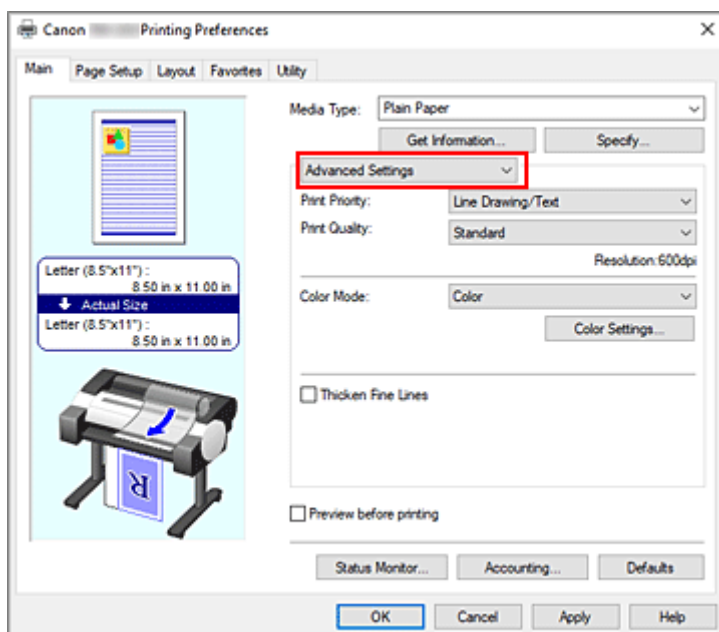 Canon Printing Preferences
Main Page Setup Layout Favorites Utility
Media Type: Plain Paper
Get Information... Specify...
Advanced Settings
Print Priority: Line Drawing/Text
Print Quality: Standard
Resolution:600dpi
Letter (8.5"x11") :
8.50 in x 11.00 in
Actual Size
Letter (8.5"x11") :
8.50 in x 11.00 in
Color Mode: Color
Color Settings...
Thicken Fine Lines
R
Preview before printing
Status Monitor... Accounting... Defaults
OK Cancel Apply Help